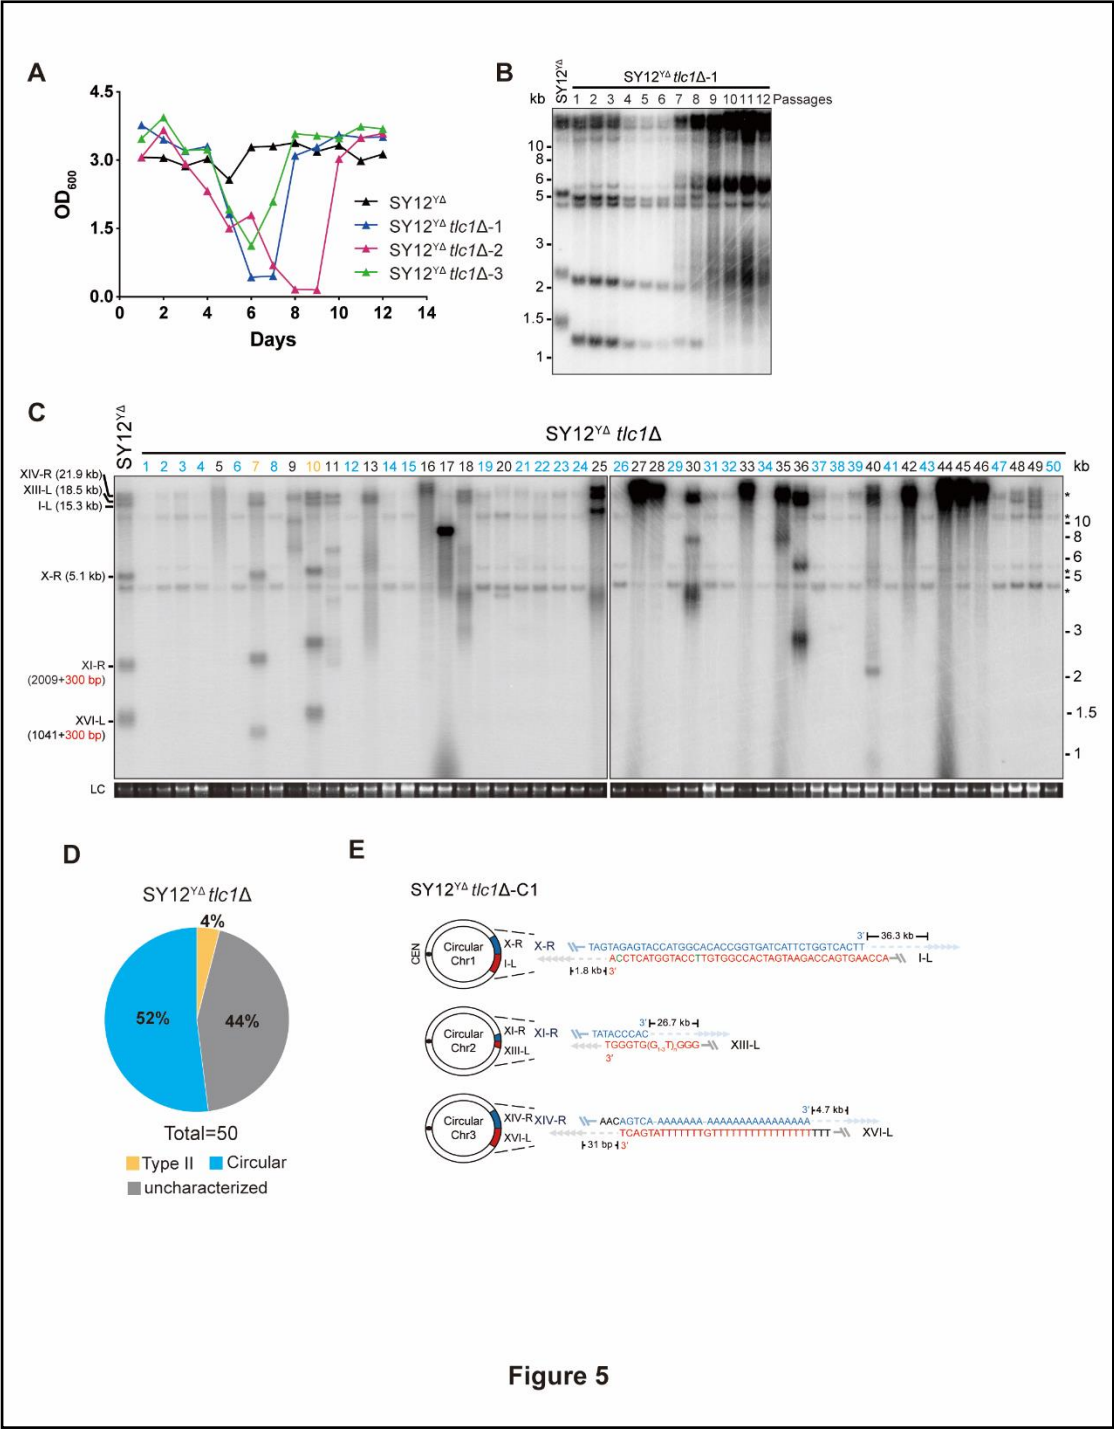 A
4.5
3.0
1.5
0.0
OD600
0 2 4 6 8 10 12 14
Days
SY12YΔ
SY12YΔ tlc1Δ-1
SY12YΔ tlc1Δ-2
SY12YΔ tlc1Δ-3
B
SY12YΔ
SY12YΔ tlc1Δ-1
kb 1 2 3 4 5 6 7 8 9 10 11 12 Passages
10
8
6
5
3
2
1.5
1
C
SY12YΔ
SY12YΔ tlc1Δ
1 2 3 4 5 6 7 8 9 10 11 12 13 14 15 16 17 18 19 20 21 22 23 24 25 26 27 28 29 30 31 32 33 34 35 36 37 38 39 40 41 42 43 44 45 46 47 48 49 50 kb
XIV-R (21.9 kb)
XIII-L (18.5 kb)
I-L (15.3 kb)
X-R (5.1 kb)
XI-R
(2009+300 bp)
XVI-L
(1041+300 bp)
*
10
*
8
6
*
5
*
3
2
1.5
1
LC
D
SY12YΔ tlc1Δ
4%
52%
44%
Total=50
Type II Circular
uncharacterized
E
SY12YΔ tlc1Δ-C1
CEN
Circular
Chr1
X-R
I-L
X-R
3' 36.3 kb
TAGTAGAGTACCATGGCACACCGGTGATCATTCTGGTCACTT
ACCTCATGGTACCTTGTGGCCACTAGTAAGACCAGTGAACCA
I-L
1.8 kb 3'
Circular
Chr2
XI-R
XIII-L
XI-R
3' 26.7 kb
TATACCCAC
TGGGTG(G1-3T)nGGG
XIII-L
3'
Circular
Chr3
XIV-R
XVI-L
XIV-R
3' 4.7 kb
AACAGTCA-AAAAAAA-AAAAAAAAAAAAAAAA
TCAGTATTTTTTTGTTTTTTTTTTTTTTTTTTTT
XVI-L
31 bp 3'
Figure 5